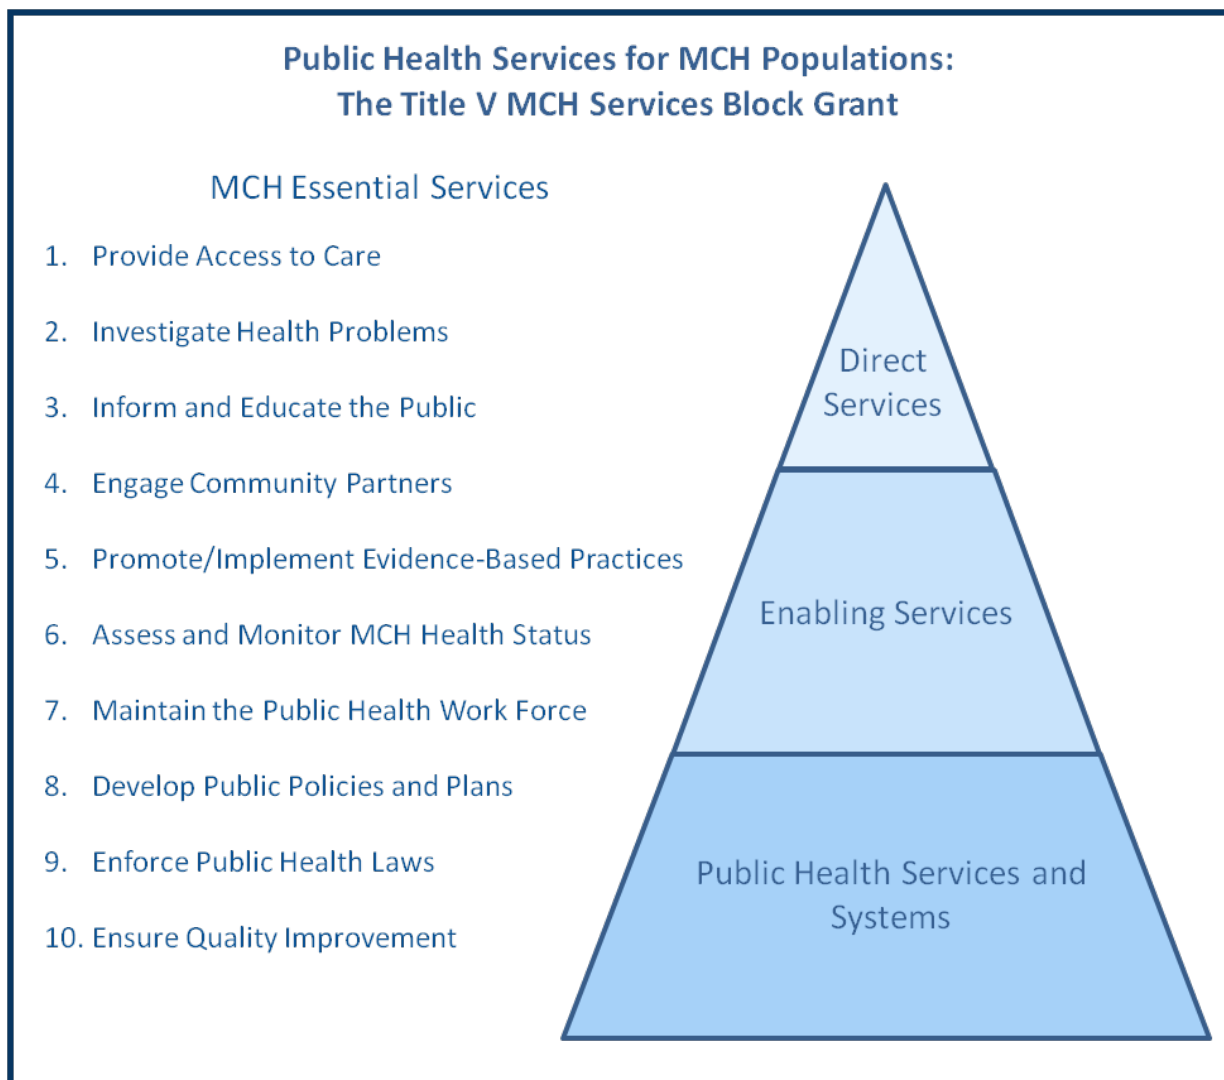 Public Health Services for MCH Populations:
The Title V MCH Services Block Grant
MCH Essential Services
1. Provide Access to Care
2. Investigate Health Problems
3. Inform and Educate the Public
4. Engage Community Partners
5. Promote/Implement Evidence-Based Practices
6. Assess and Monitor MCH Health Status
7. Maintain the Public Health Work Force
8. Develop Public Policies and Plans
9. Enforce Public Health Laws
10. Ensure Quality Improvement
Direct
Services
Enabling Services
Public Health Services and
Systems